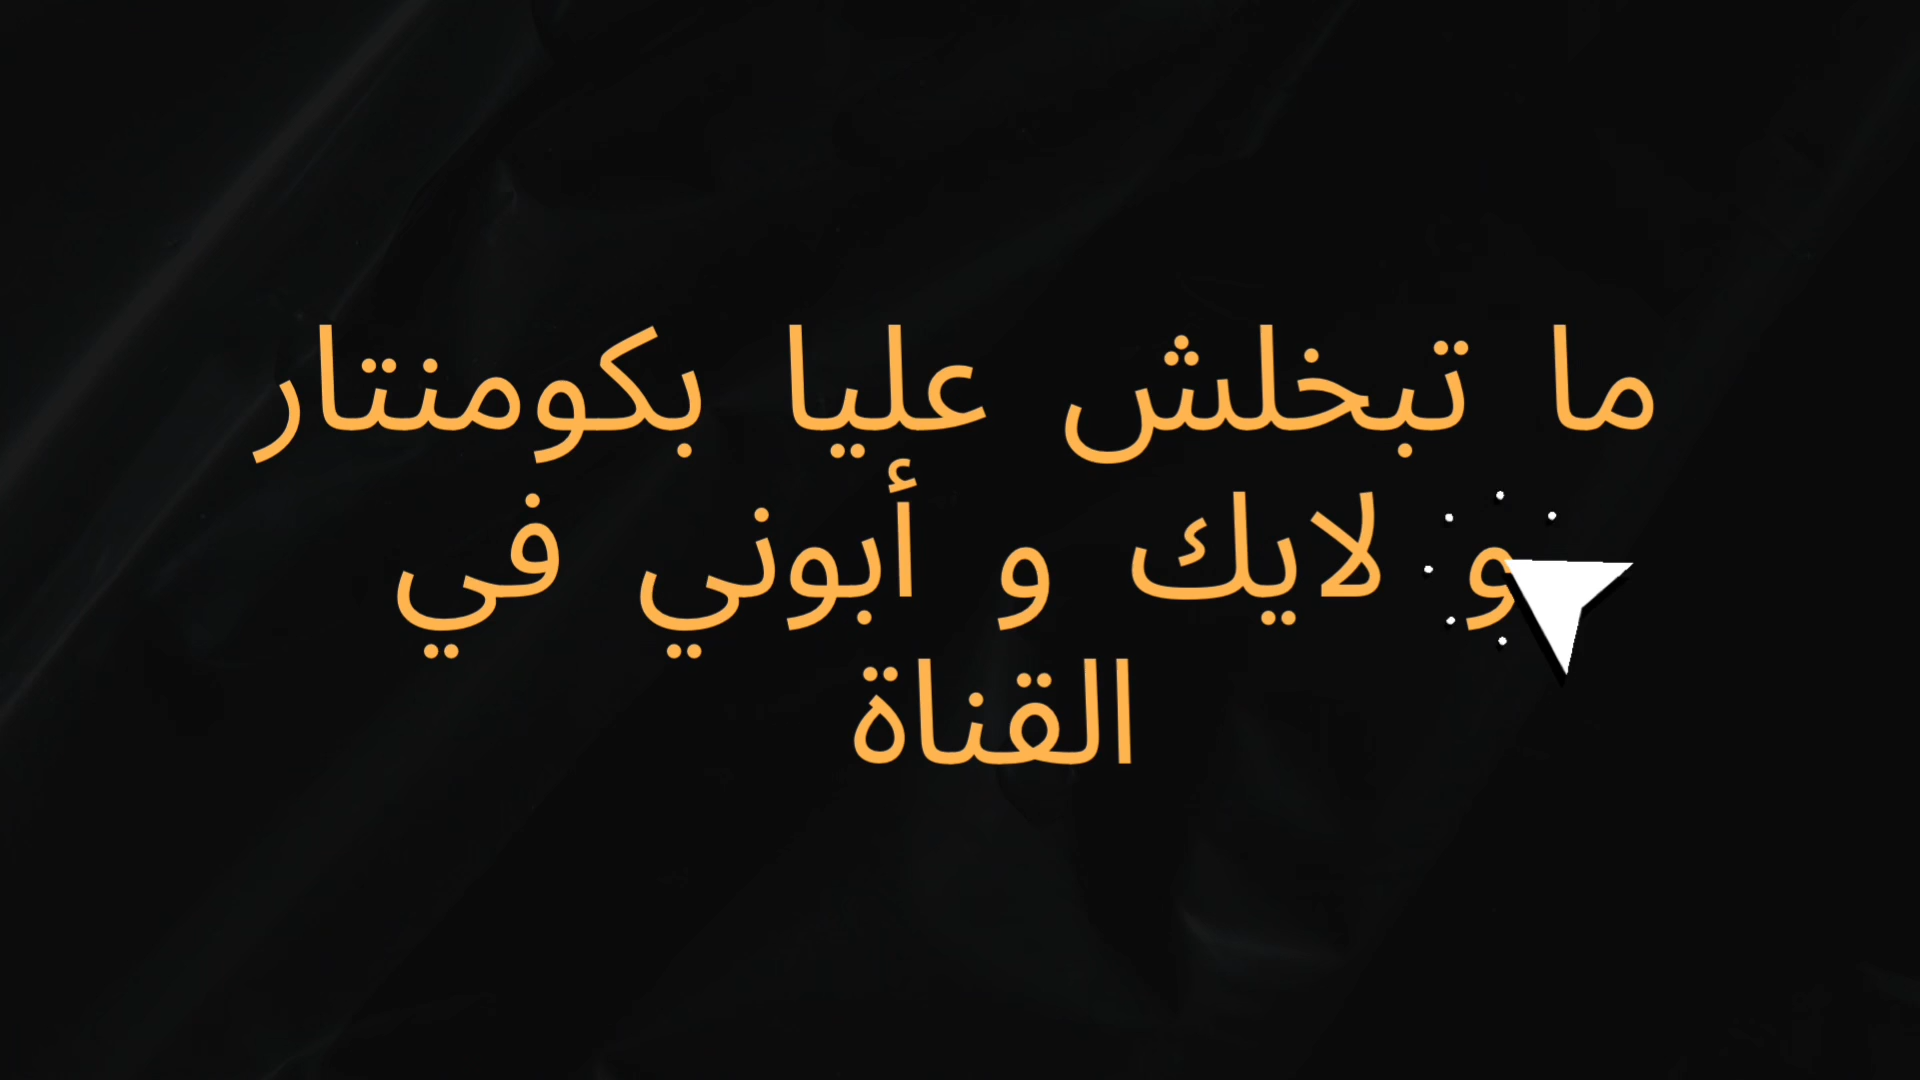 ما تبخلش عليا بكومنتار
و لايك و أبوني في
القناة